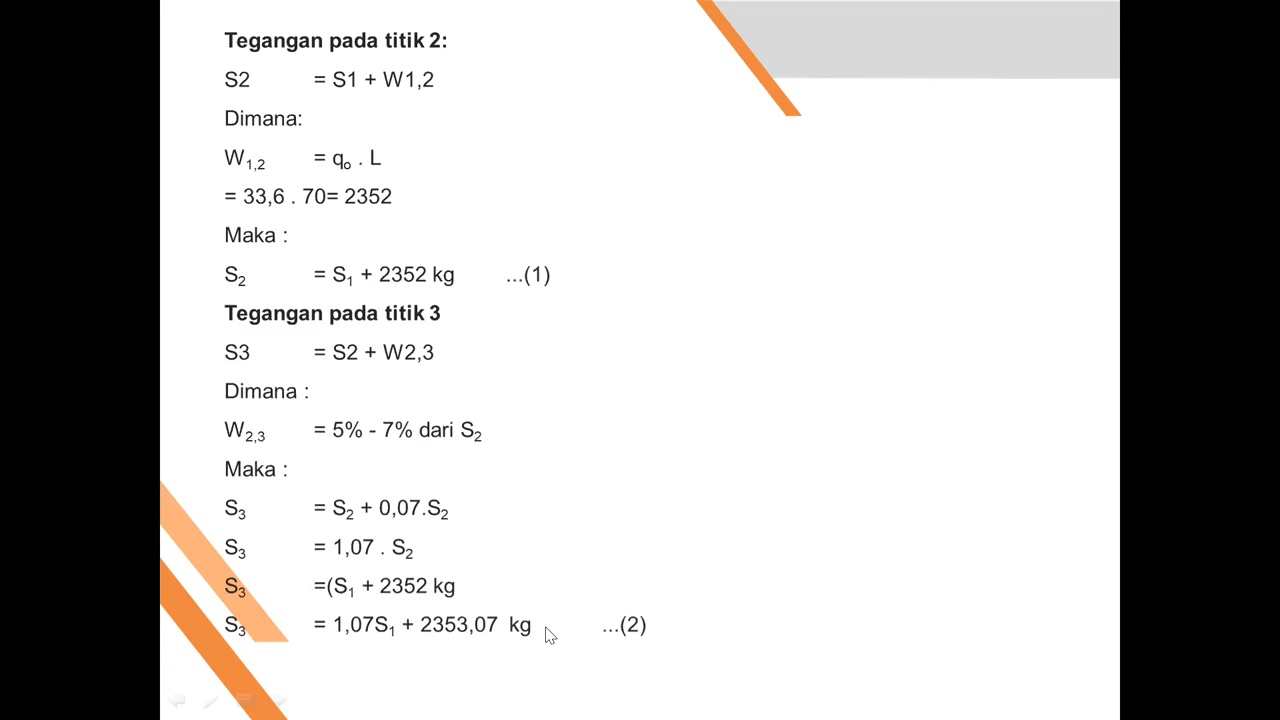 Tegangan pada titik 2:
S2 = S1 + W1,2
Dimana:
W1,2 = qo . L
= 33,6 . 70= 2352
Maka :
S2 = S1 + 2352 kg ...(1)
Tegangan pada titik 3
S3 = S2 + W2,3
Dimana :
W2,3 = 5% - 7% dari S2
Maka :
S3 = S2 + 0,07.S2
S3 = 1,07 . S2
S3 =(S1 + 2352 kg
S3 = 1,07S1 + 2353,07 kg ...(2)